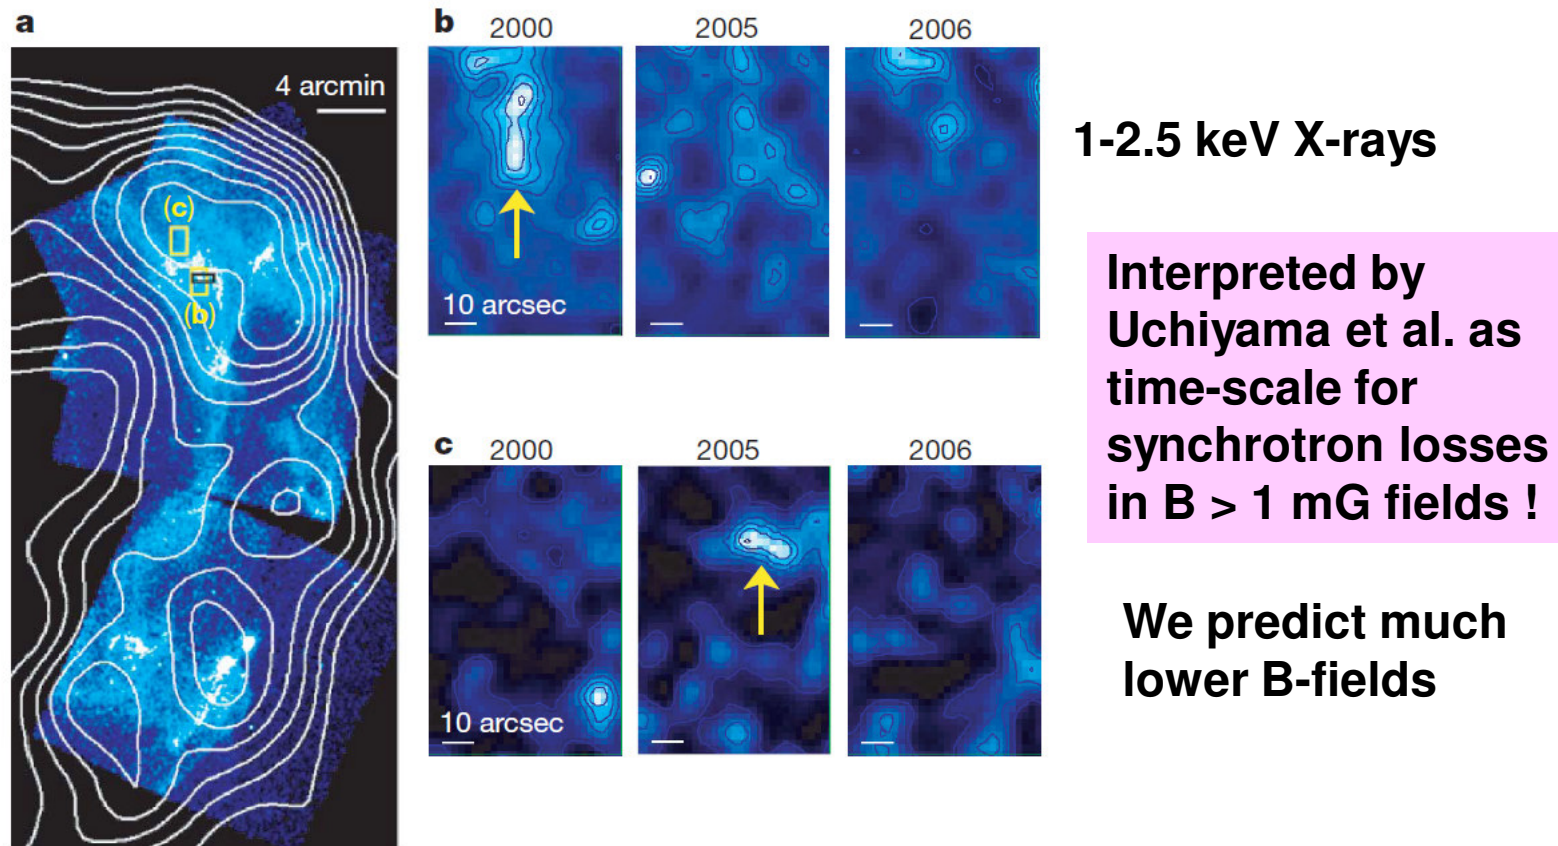 a
4 arcmin
(c)
(b)
b
2000 2005 2006
10 arcsec
c
2000 2005 2006
10 arcsec
1-2.5 keV X-rays
Interpreted by
Uchiyama et al. as
time-scale for
synchrotron losses
in B > 1 mG fields !
We predict much
lower B-fields